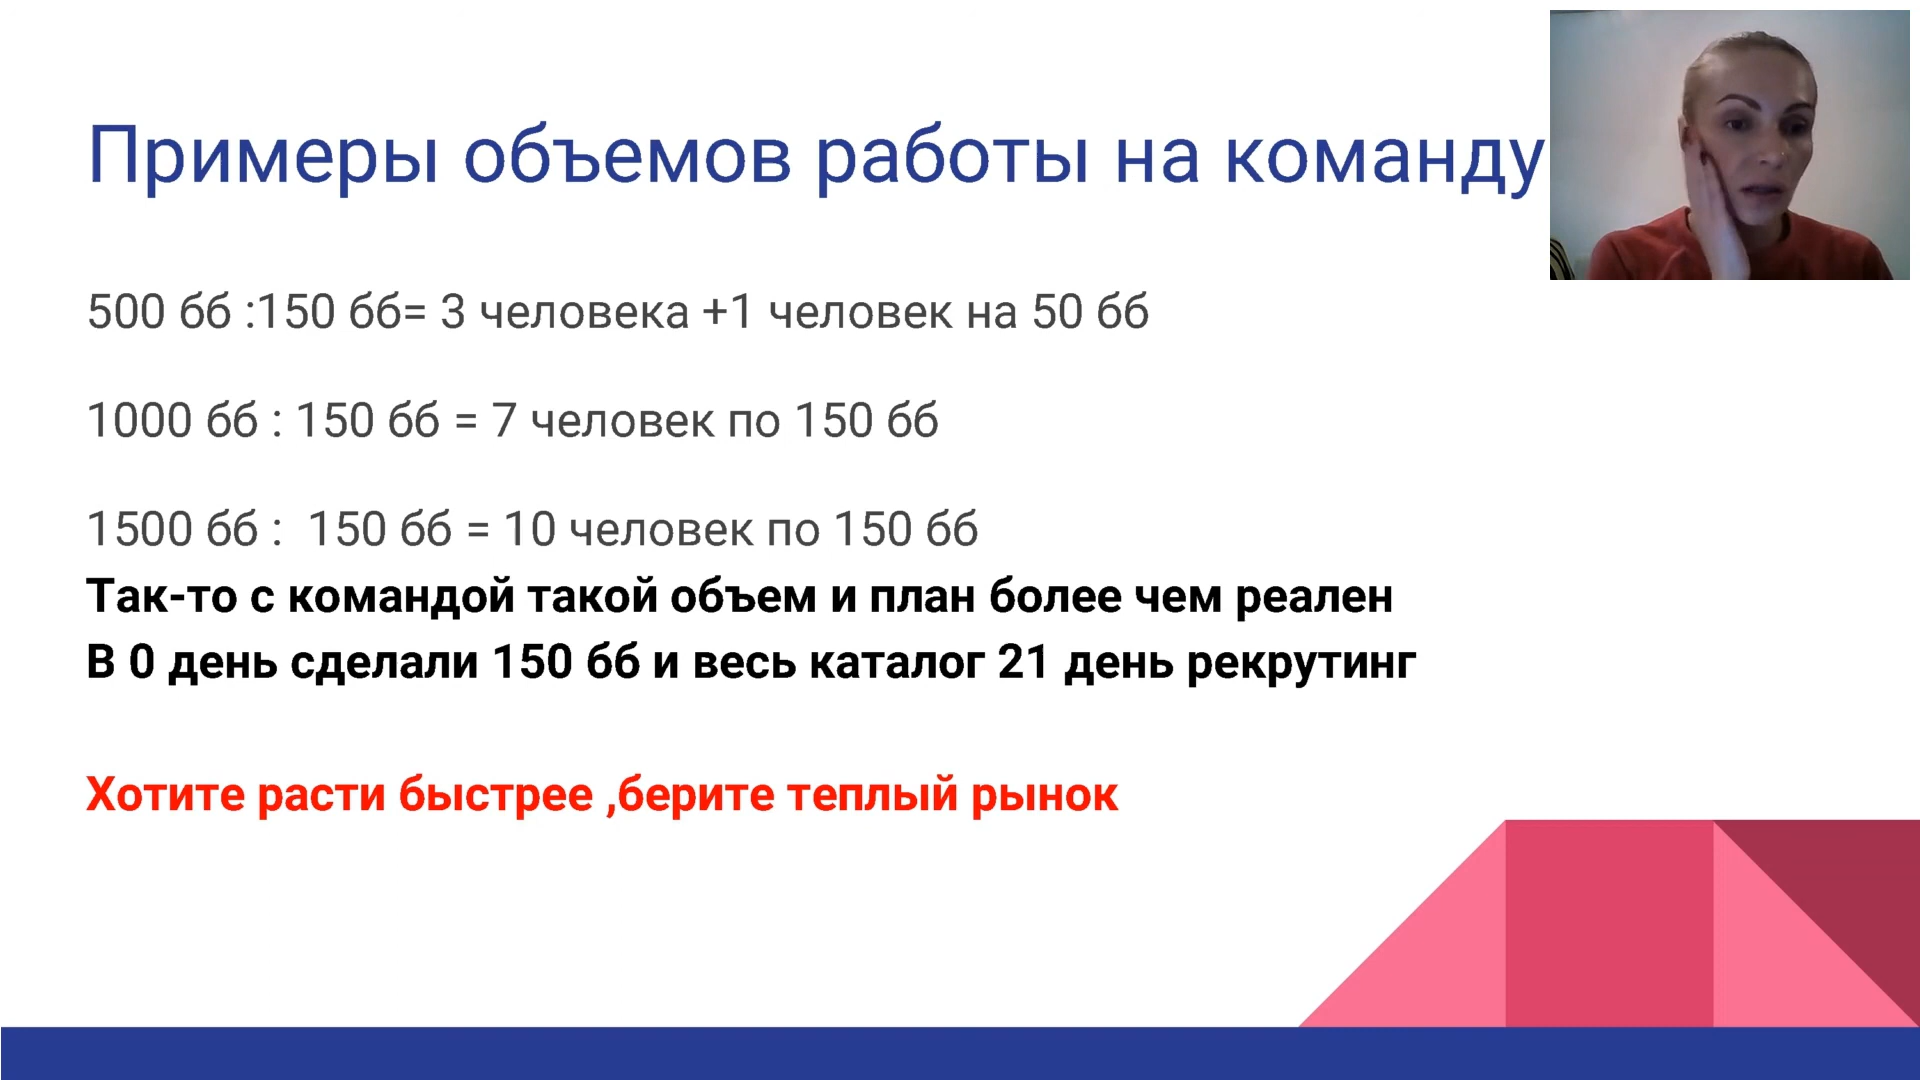 Примеры объемов работы на команду
500 бб :150 бб= 3 человека +1 человек на 50 бб
1000 бб : 150 бб = 7 человек по 150 бб
1500 бб :  150 бб = 10 человек по 150 бб
Так-то с командой такой объем и план более чем реален
В 0 день сделали 150 бб и весь каталог 21 день рекрутинг
Хотите расти быстрее ,берите теплый рынок